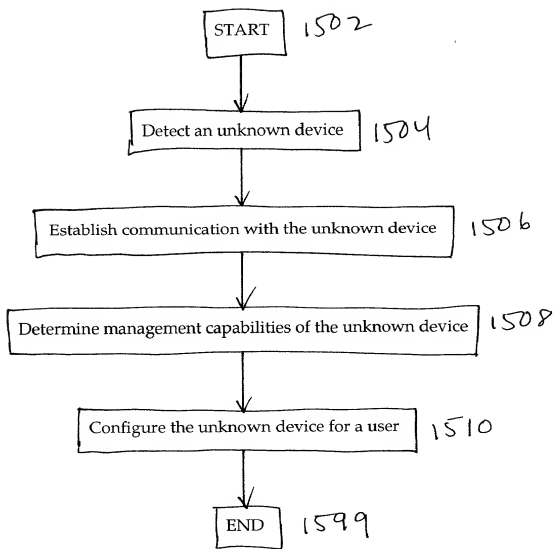 START 1502
Detect an unknown device 1504
Establish communication with the unknown device 1506
Determine management capabilities of the unknown device 1508
Configure the unknown device for a user 1510
END 1599